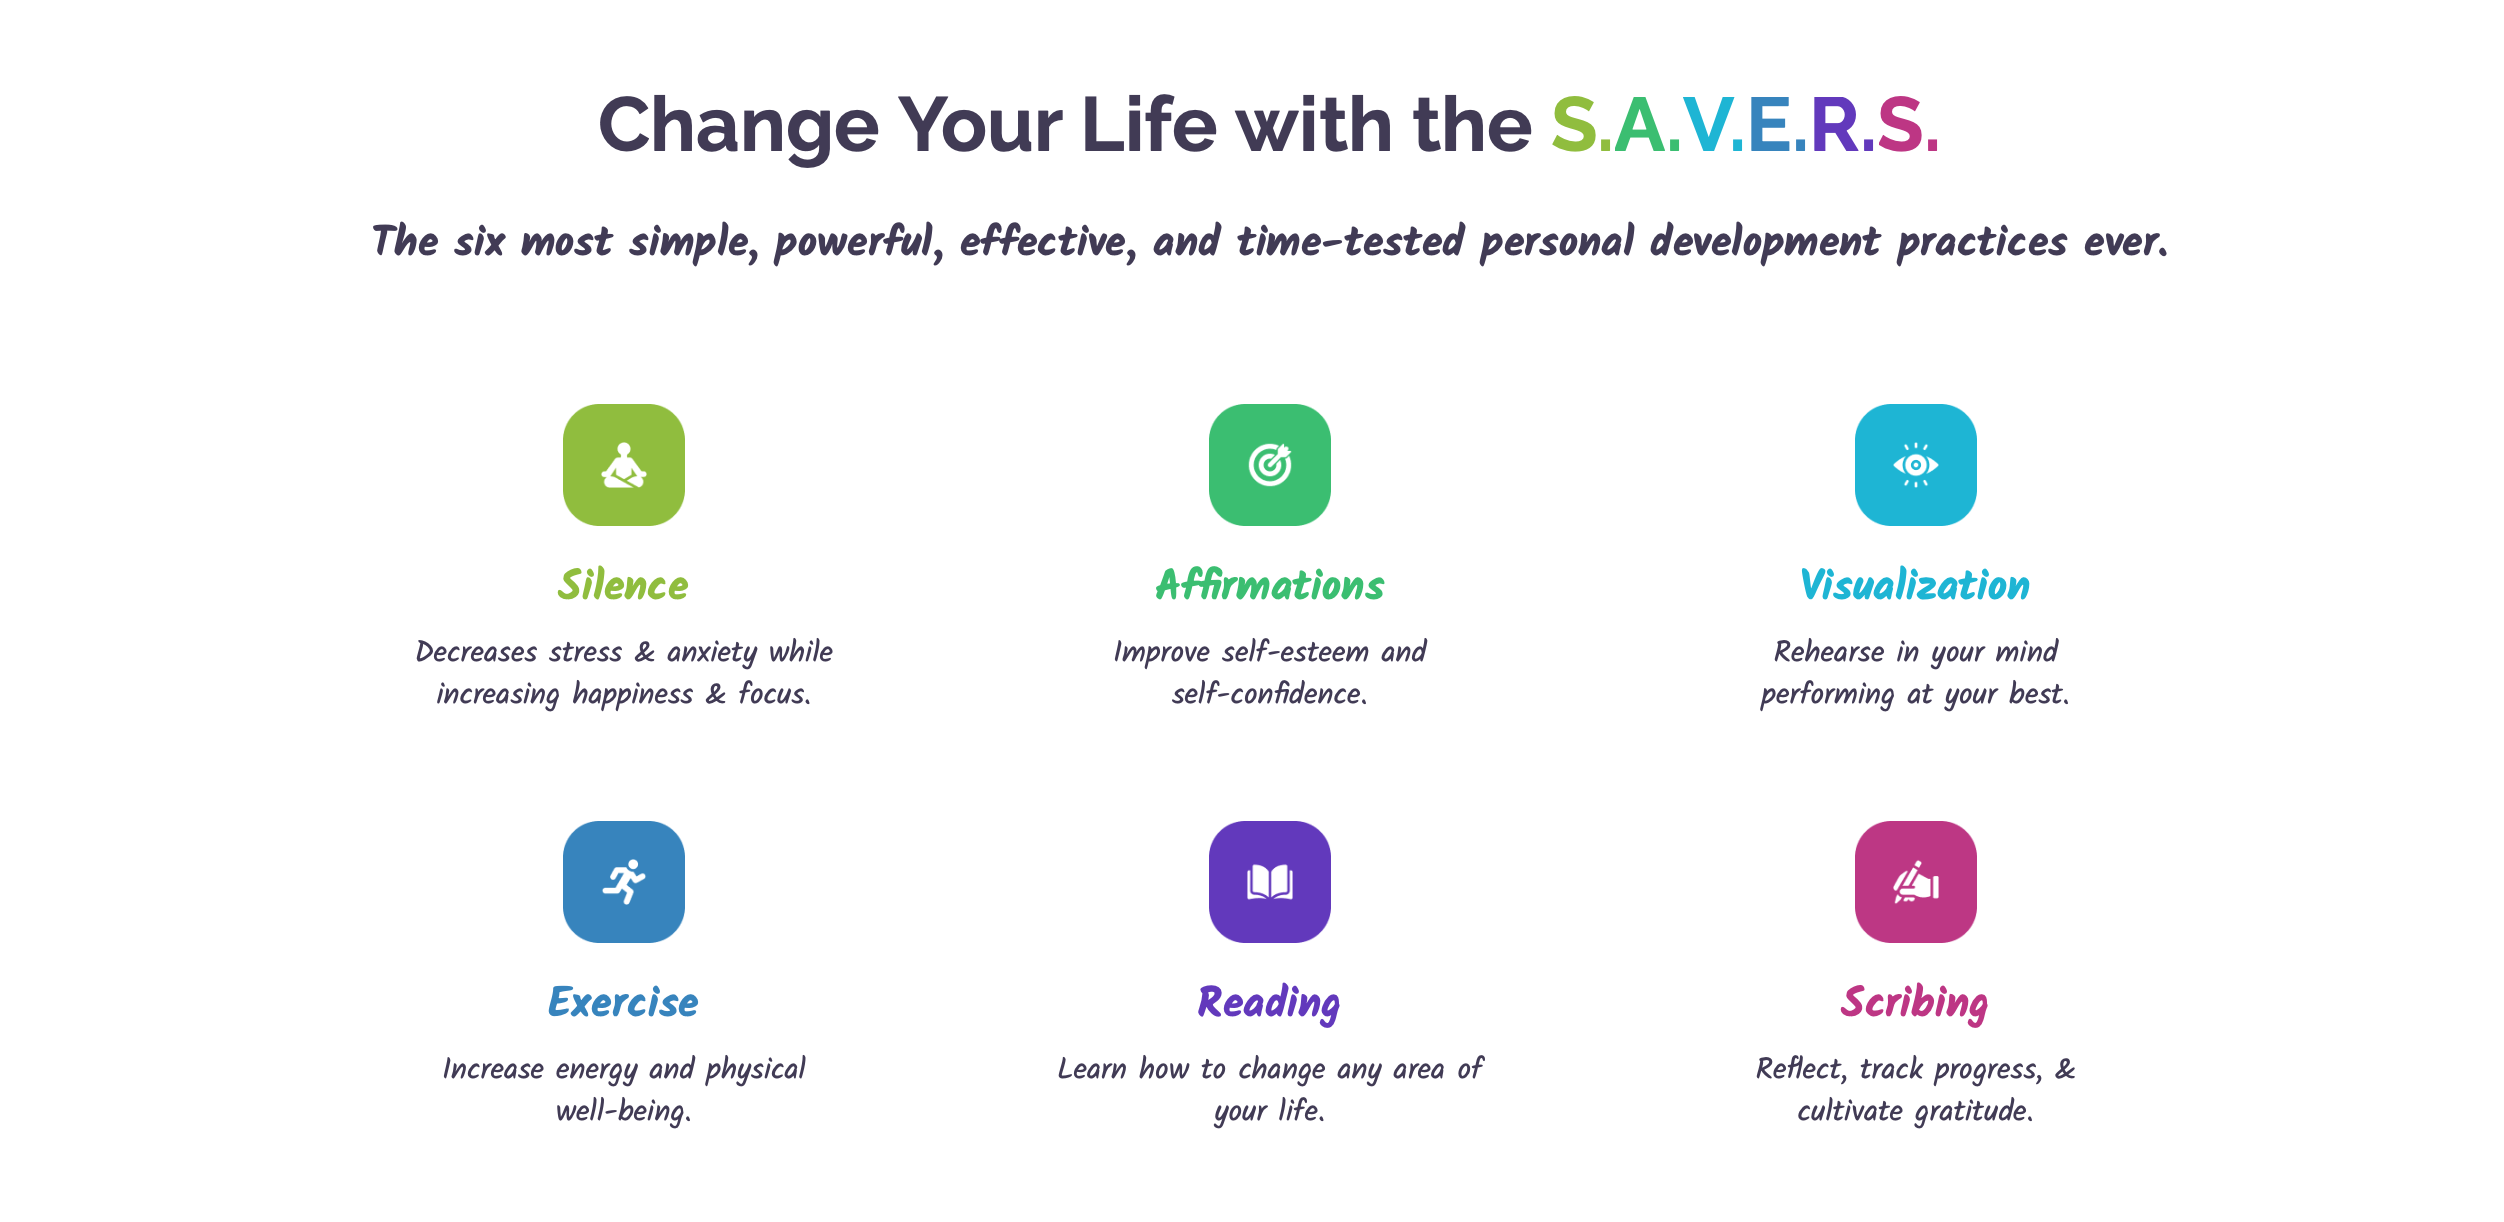 Change Your Life with the S.A.V.E.R.S.
The six most simple, powerful, effective, and time-tested personal development practices ever.
Silence
Decreases stress & anxiety while
increasing happiness & focus.
Affirmations
Improve self-esteem and
self-confidence.
Visualization
Rehearse in your mind
performing at your best.
Exercise
Increase energy and physical
well-being.
Reading
Learn how to change any area of
your life.
Scribing
Reflect, track progress, &
cultivate gratitude.